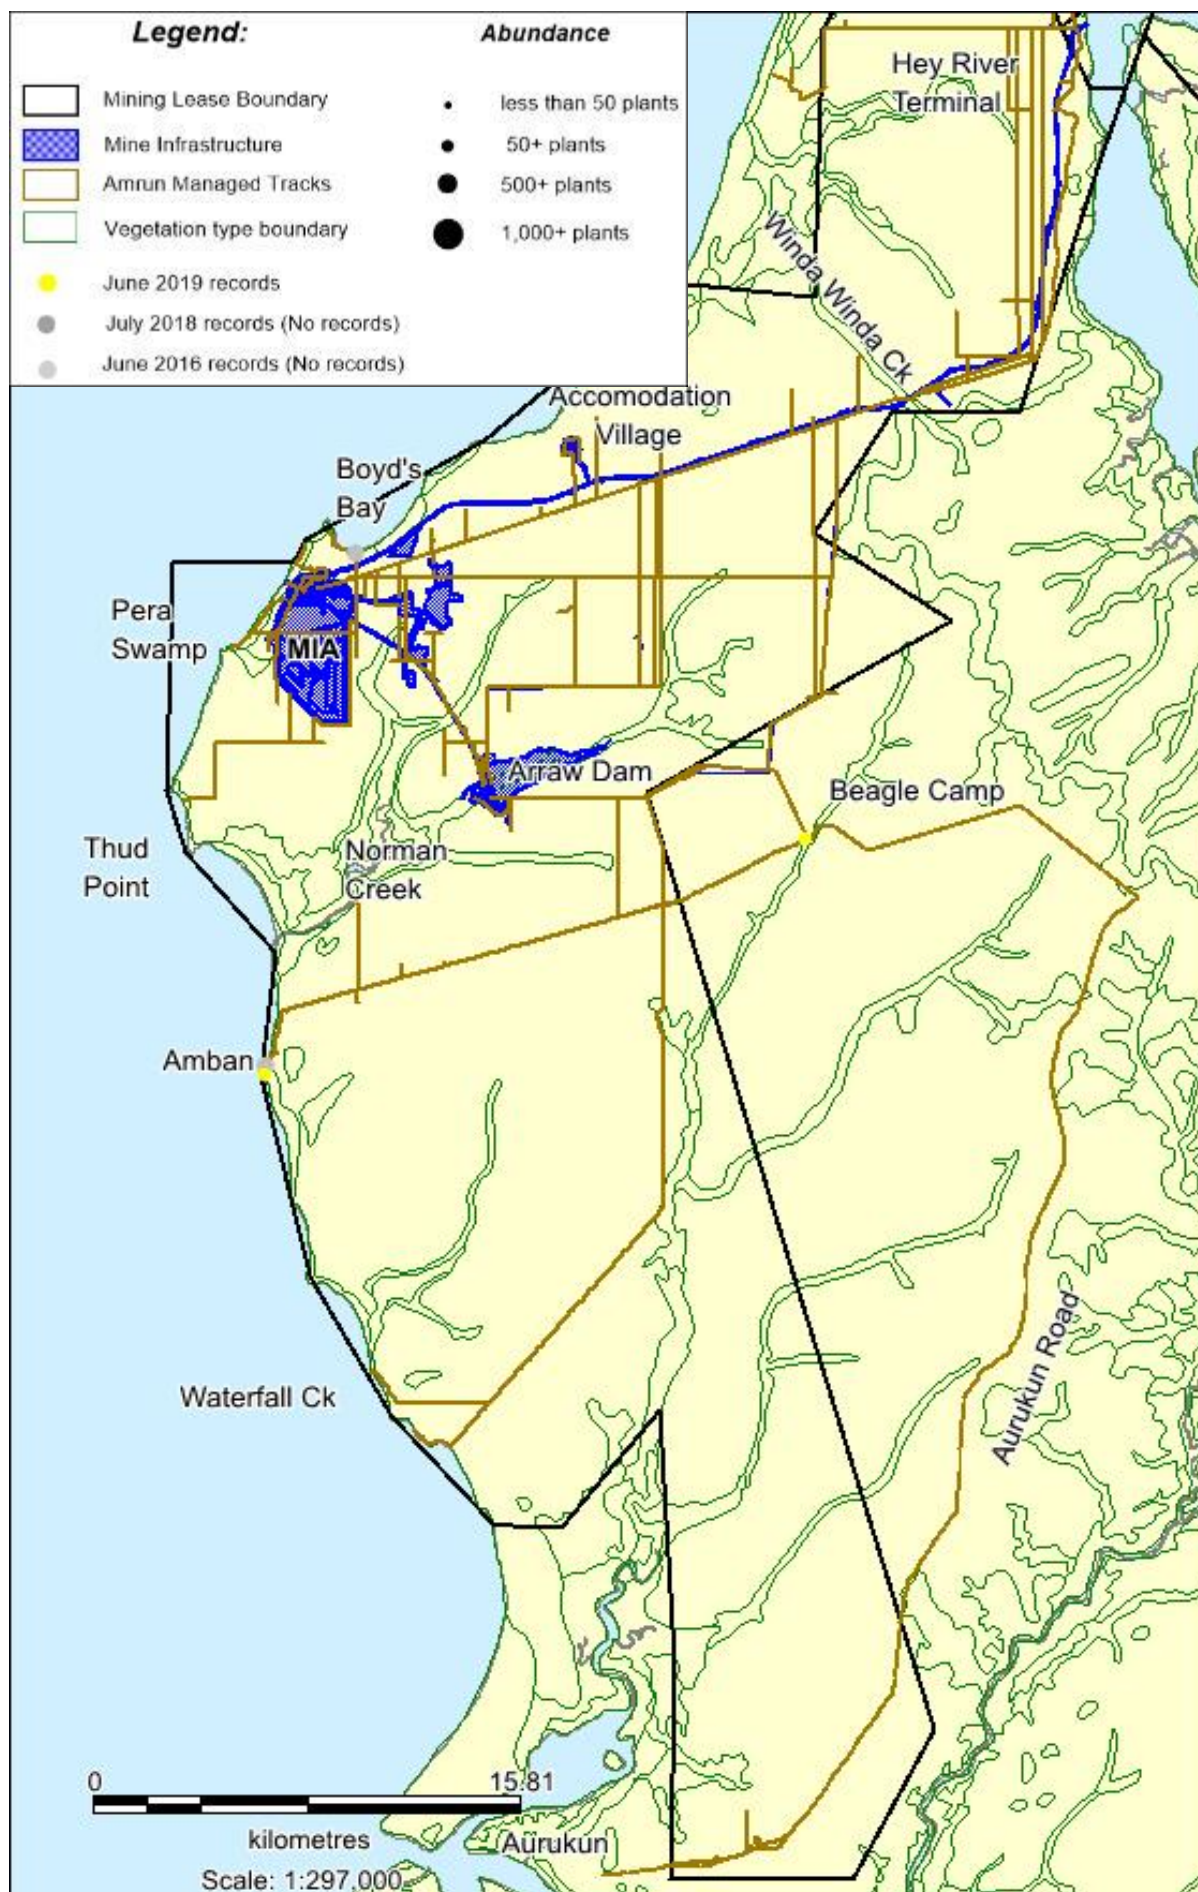 Legend:
Abundance
Mining Lease Boundary
less than 50 plants
Mine Infrastructure
50+ plants
Amrun Managed Tracks
500+ plants
Vegetation type boundary
1,000+ plants
June 2019 records
July 2018 records (No records)
June 2016 records (No records)
Hey River
Terminal
Winda Winda Ck
Accomodation
Village
Boyd's
Bay
Pera
Swamp
MIA
Arraw Dam
Beagle Camp
Thud
Point
Norman
Creek
Amban
Aurukun Road
Waterfall Ck
0
15.81
kilometres
Scale: 1:297,000
Aurukun